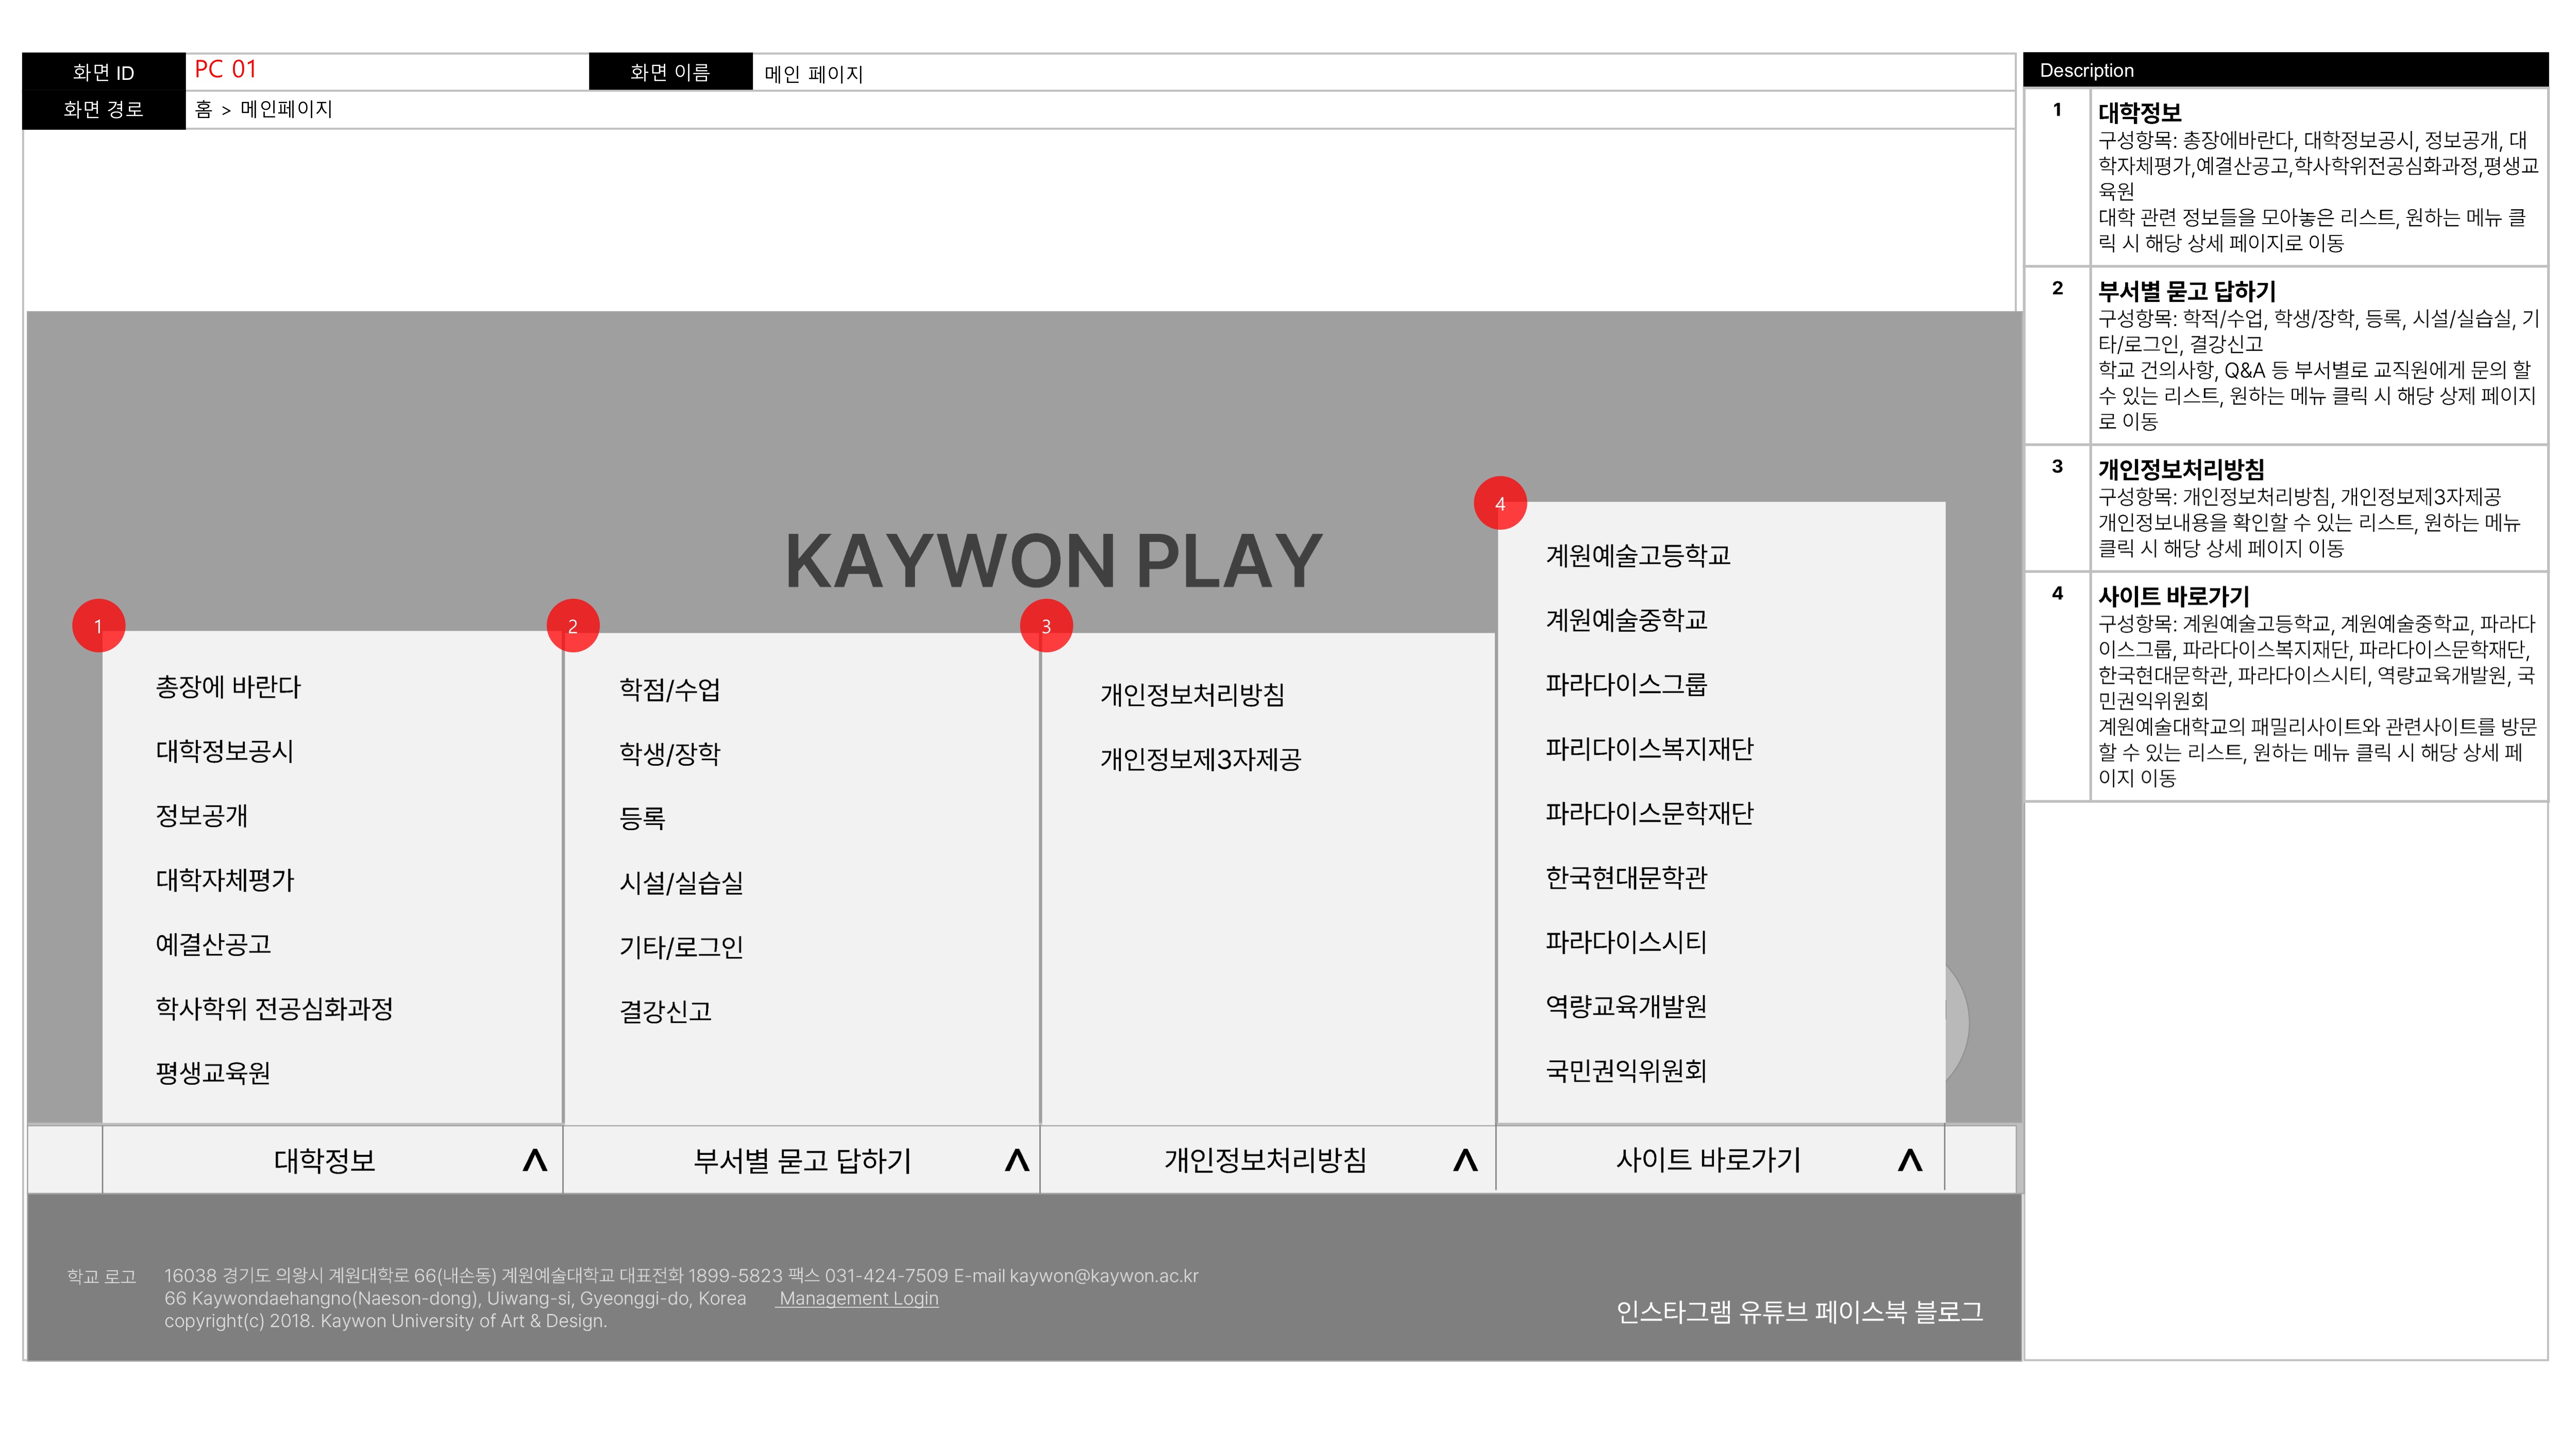 화면 ID
PC 01
화면 이름
메인 페이지
화면 경로
홈 > 메인페이지
KAYWON PLAY
1
총장에 바란다
대학정보공시
정보공개
대학자체평가
예결산공고
학사학위 전공심화과정
평생교육원
2
학점/수업
학생/장학
등록
시설/실습실
기타/로그인
결강신고
3
개인정보처리방침
개인정보제3자제공
4
계원예술고등학교
계원예술중학교
파라다이스그룹
파리다이스복지재단
파라다이스문학재단
한국현대문학관
파라다이스시티
역량교육개발원
국민권익위원회
대학정보 ∧
부서별 묻고 답하기 ∧
개인정보처리방침 ∧
사이트 바로가기 ∧
학교 로고
16038 경기도 의왕시 계원대학로 66(내손동) 계원예술대학교 대표전화 1899-5823 팩스 031-424-7509 E-mail kaywon@kaywon.ac.kr
66 Kaywondaehangno(Naeson-dong), Uiwang-si, Gyeonggi-do, Korea Management Login
copyright(c) 2018. Kaywon University of Art & Design.
인스타그램 유튜브 페이스북 블로그
Description
1
대학정보
구성항목: 총장에바란다, 대학정보공시, 정보공개, 대
학자체평가,예결산공고,학사학위전공심화과정,평생교
육원
대학 관련 정보들을 모아놓은 리스트, 원하는 메뉴 클
릭 시 해당 상세 페이지로 이동
2
부서별 묻고 답하기
구성항목: 학적/수업, 학생/장학, 등록, 시설/실습실, 기
타/로그인, 결강신고
학교 건의사항, Q&A 등 부서별로 교직원에게 문의 할
수 있는 리스트, 원하는 메뉴 클릭 시 해당 상제 페이지
로 이동
3
개인정보처리방침
구성항목: 개인정보처리방침, 개인정보제3자제공
개인정보내용을 확인할 수 있는 리스트, 원하는 메뉴
클릭 시 해당 상세 페이지 이동
4
사이트 바로가기
구성항목: 계원예술고등학교, 계원예술중학교, 파라다
이스그룹, 파라다이스복지재단, 파라다이스문학재단,
한국현대문학관, 파라다이스시티, 역량교육개발원, 국
민권익위원회
계원예술대학교의 패밀리사이트와 관련사이트를 방문
할 수 있는 리스트, 원하는 메뉴 클릭 시 해당 상세 페
이지 이동